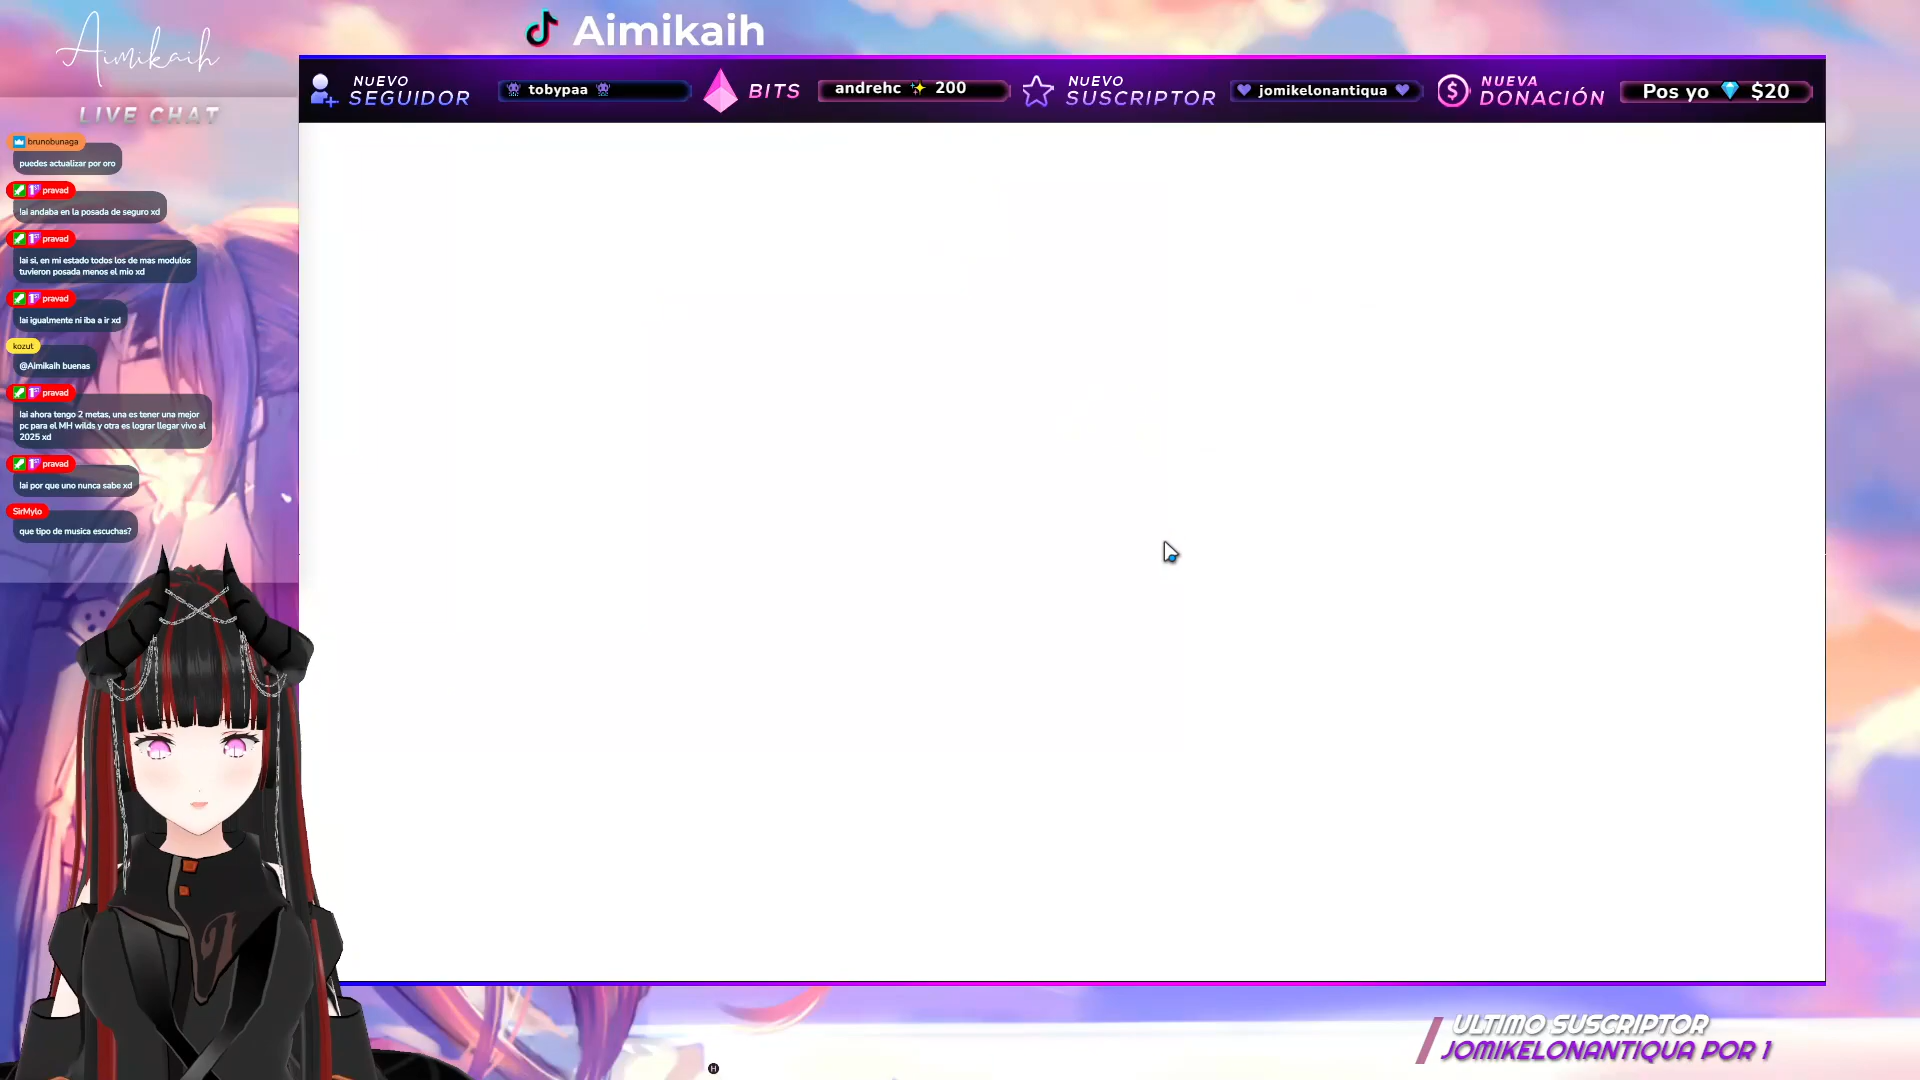 Aimikaih
Aimikaih
NUEVO
SEGUIDOR
tobypaa
BITS
andrehc ✨ 200
NUEVO
SUSCRIPTOR
jomikelonantiqua
NUEVA
DONACIÓN
Pos yo 💎 $20
LIVE CHAT
brunobunaga
puedes actualizar por oro
pravad
!ai andaba en la posada de seguro xd
pravad
!ai si, en mi estado todos los de mas modulos
tuvieron posada menos el mio xd
pravad
!ai igualmente ni iba a ir xd
kozut
@Aimikaih buenas
pravad
!ai ahora tengo 2 metas, una es tener una mejor
pc para el MH wilds y otra es lograr llegar vivo al
2025 xd
pravad
!ai por que uno nunca sabe xd
SirMylo
que tipo de musica escuchas?
ULTIMO SUSCRIPTOR
JOMIKELONANTIQUA POR 1